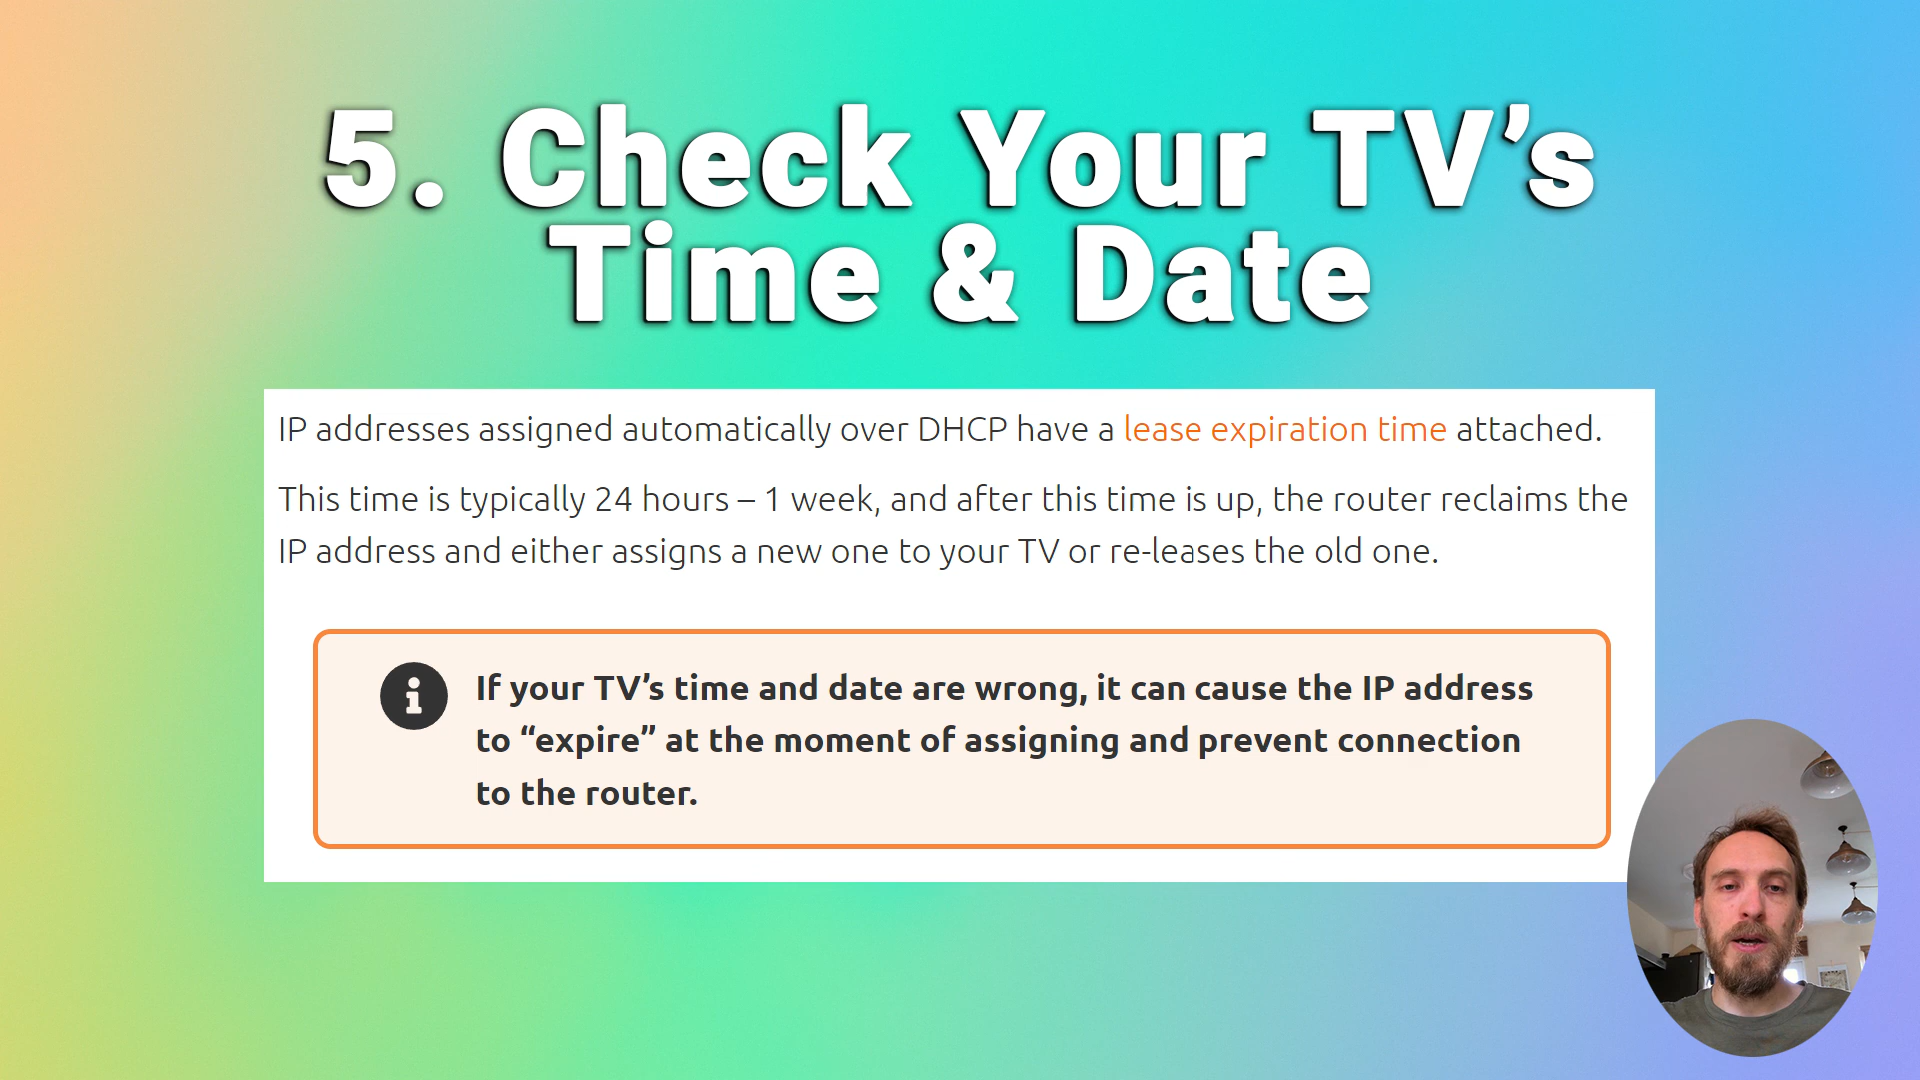 5. Check Your TV’s
Time & Date
IP addresses assigned automatically over DHCP have a lease expiration time attached.
This time is typically 24 hours – 1 week, and after this time is up, the router reclaims the
IP address and either assigns a new one to your TV or re-leases the old one.
If your TV’s time and date are wrong, it can cause the IP address
to “expire” at the moment of assigning and prevent connection
to the router.